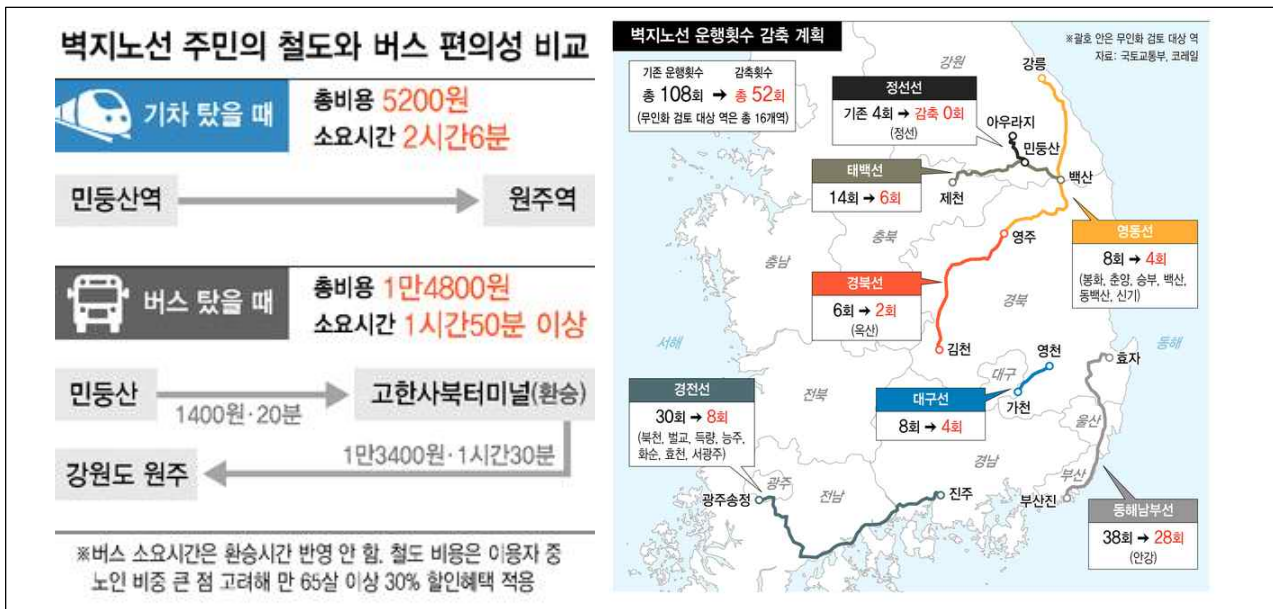 벽지노선 주민의 철도와 버스 편의성 비교
기차 탔을 때
총비용 5200원
소요시간 2시간6분
민둥산역
원주역
버스 탔을 때
총비용 1만4800원
소요시간 1시간50분 이상
민둥산
1400원·20분
고한사북터미널(환승)
1만3400원·1시간30분
강원도 원주
※버스 소요시간은 환승시간 반영 안 함. 철도 비용은 이용자 중
노인 비중 큰 점 고려해 만 65살 이상 30% 할인혜택 적용
벽지노선 운행횟수 감축 계획
※괄호 안은 무인화 검토 대상 역
자료: 국토교통부, 코레일
기존 운행횟수 감축횟수
총 108회 → 총 52회
(무인화 검토 대상 역은 총 16개역)
강원
강릉
정선선
기존 4회 → 감축 0회
(정선)
아우라지
민둥산
태백선
14회 → 6회
제천
백산
충북
영주
영동선
8회 → 4회
(봉화, 춘양, 승부, 백산,
동백산, 신기)
충남
경북선
6회 → 2회
(옥산)
경북
서해
김천
영천
효자
동해
대구
가천
경전선
30회 → 8회
(북천, 벌교, 득량, 능주,
화순, 효천, 서광주)
전북
대구선
8회 → 4회
울산
경남
부산
광주
광주송정
전남
진주
부산진
동해남부선
38회 → 28회
(안강)